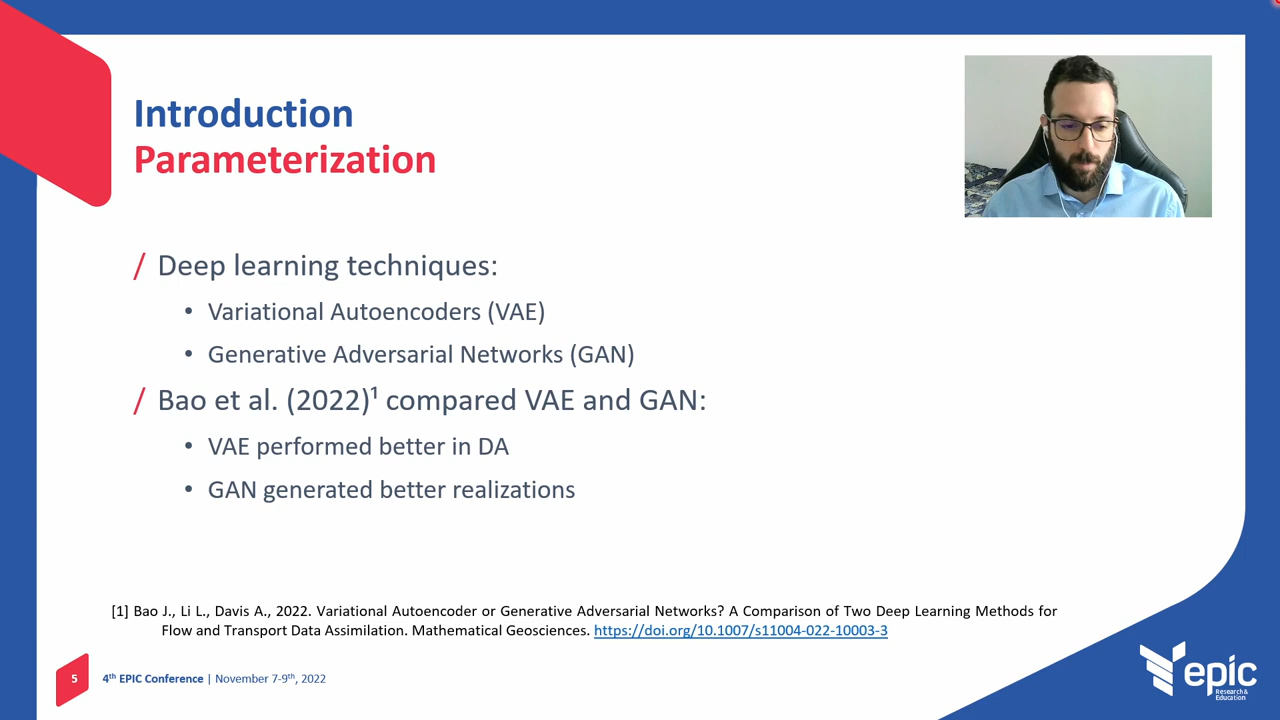 Introduction
Parameterization
/ Deep learning techniques:
• Variational Autoencoders (VAE)
• Generative Adversarial Networks (GAN)
/ Bao et al. (2022)¹ compared VAE and GAN:
• VAE performed better in DA
• GAN generated better realizations
[1] Bao J., Li L., Davis A., 2022. Variational Autoencoder or Generative Adversarial Networks? A Comparison of Two Deep Learning Methods for
Flow and Transport Data Assimilation. Mathematical Geosciences. https://doi.org/10.1007/s11004-022-10003-3
5 4th EPIC Conference | November 7-9th, 2022
epic
Research &
Education